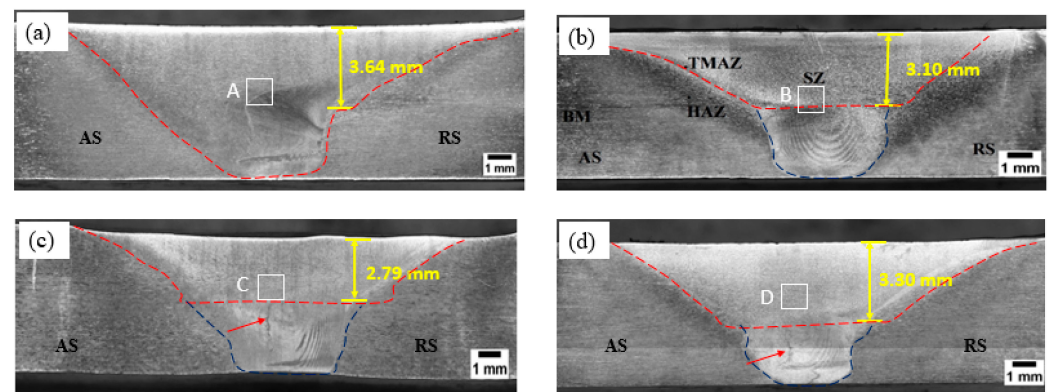 (a)
3.64 mm
A
AS
RS
1 mm
(b)
TMAZ
SZ
3.10 mm
B
HAZ
BM
AS
RS
1 mm
(c)
2.79 mm
C
AS
RS
1 mm
(d)
3.30 mm
D
AS
RS
1 mm